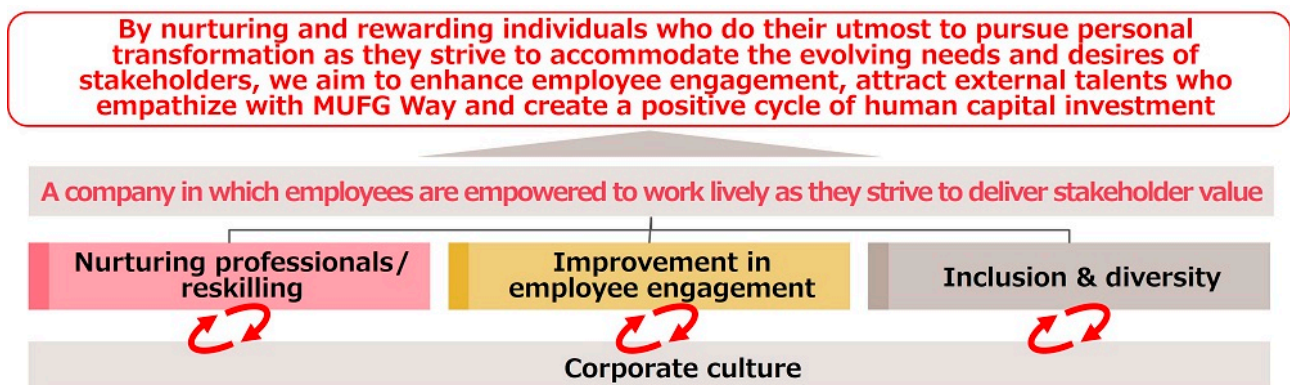 By nurturing and rewarding individuals who do their utmost to pursue personal
transformation as they strive to accommodate the evolving needs and desires of
stakeholders, we aim to enhance employee engagement, attract external talents who
empathize with MUFG Way and create a positive cycle of human capital investment
A company in which employees are empowered to work lively as they strive to deliver stakeholder value
Nurturing professionals/
reskilling
Improvement in
employee engagement
Inclusion & diversity
Corporate culture